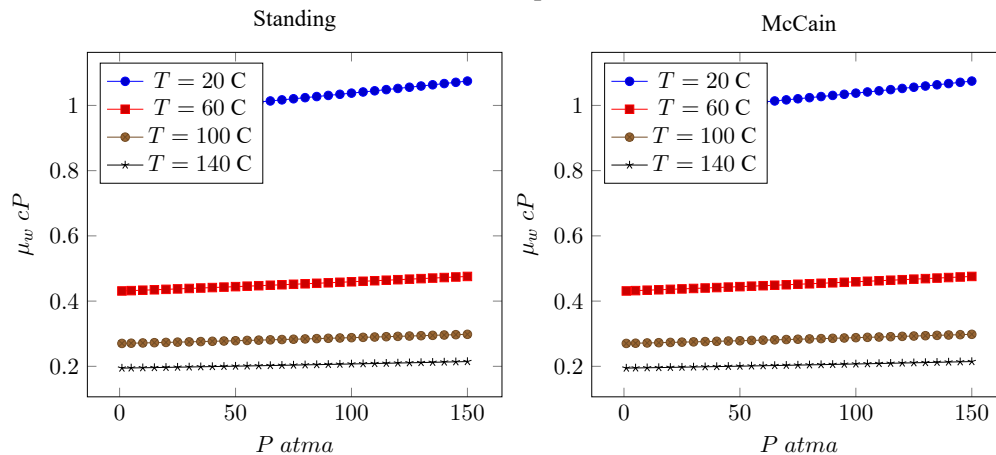 Standing
McCain
T = 20 C
T = 60 C
T = 100 C
T = 140 C
1
0.8
0.6
0.4
0.2
0 50 100 150
μw cP
P atma
T = 20 C
T = 60 C
T = 100 C
T = 140 C
1
0.8
0.6
0.4
0.2
0 50 100 150
μw cP
P atma